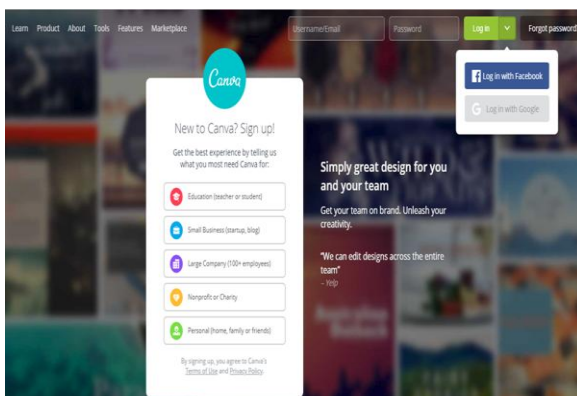 Learn Product About Tools Features Marketplace
Username/Email
Password
Log in
Forgot password
Log in with Facebook
Log in with Google
Canva
New to Canva? Sign up!
Get the best experience by telling us
what you most need Canva for:
Education (teacher or student)
Small Business (startup, blog)
Large Company (100+ employees)
Nonprofit or Charity
Personal (home, family or friends)
By signing up, you agree to Canva's
Terms of Use and Privacy Policy.
Simply great design for you
and your team
Get your team on brand. Unleash your
creativity.
"We can edit designs across the entire
team"
– Yelp